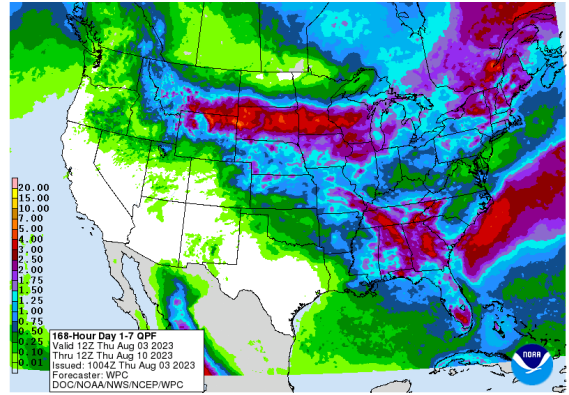 20.00
15.00
10.00
7.00
5.00
4.00
3.00
2.50
2.00
1.75
1.50
1.25
1.00
0.75
0.50
0.25
0.10
0.01
168-Hour Day 1-7 QPF
Valid 12Z Thu Aug 03 2023
Thru 12Z Thu Aug 10 2023
Issued: 1004Z Thu Aug 03 2023
Forecaster: WPC
DOC/NOAA/NWS/NCEP/WPC
NOAA